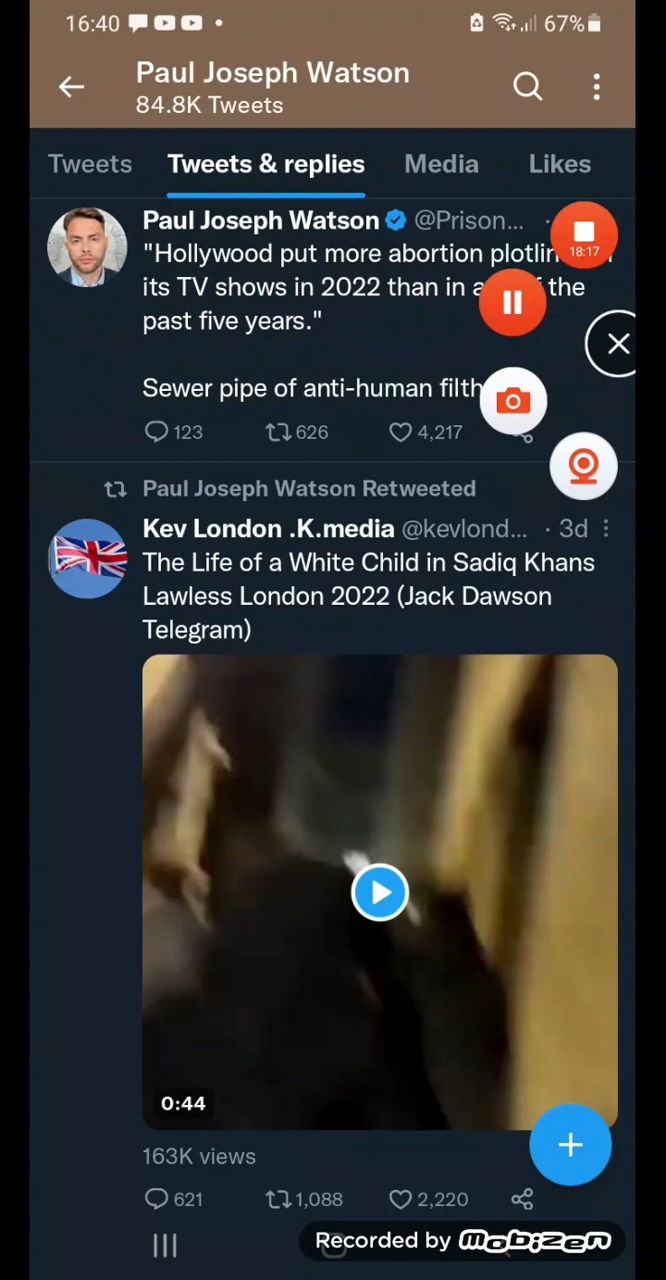 16:40
67%
Paul Joseph Watson
84.8K Tweets
Tweets
Tweets & replies
Media
Likes
Paul Joseph Watson @Prison... ·
18:17
"Hollywood put more abortion
its TV shows in 2022 than in the
past five years."
Sewer pipe of anti-human filth
123
626
4,217
Paul Joseph Watson Retweeted
Kev London .K.media @kevlond... · 3d
The Life of a White Child in Sadiq Khans
Lawless London 2022 (Jack Dawson
Telegram)
0:44
163K views
621
1,088
2,220
Recorded by mobizen